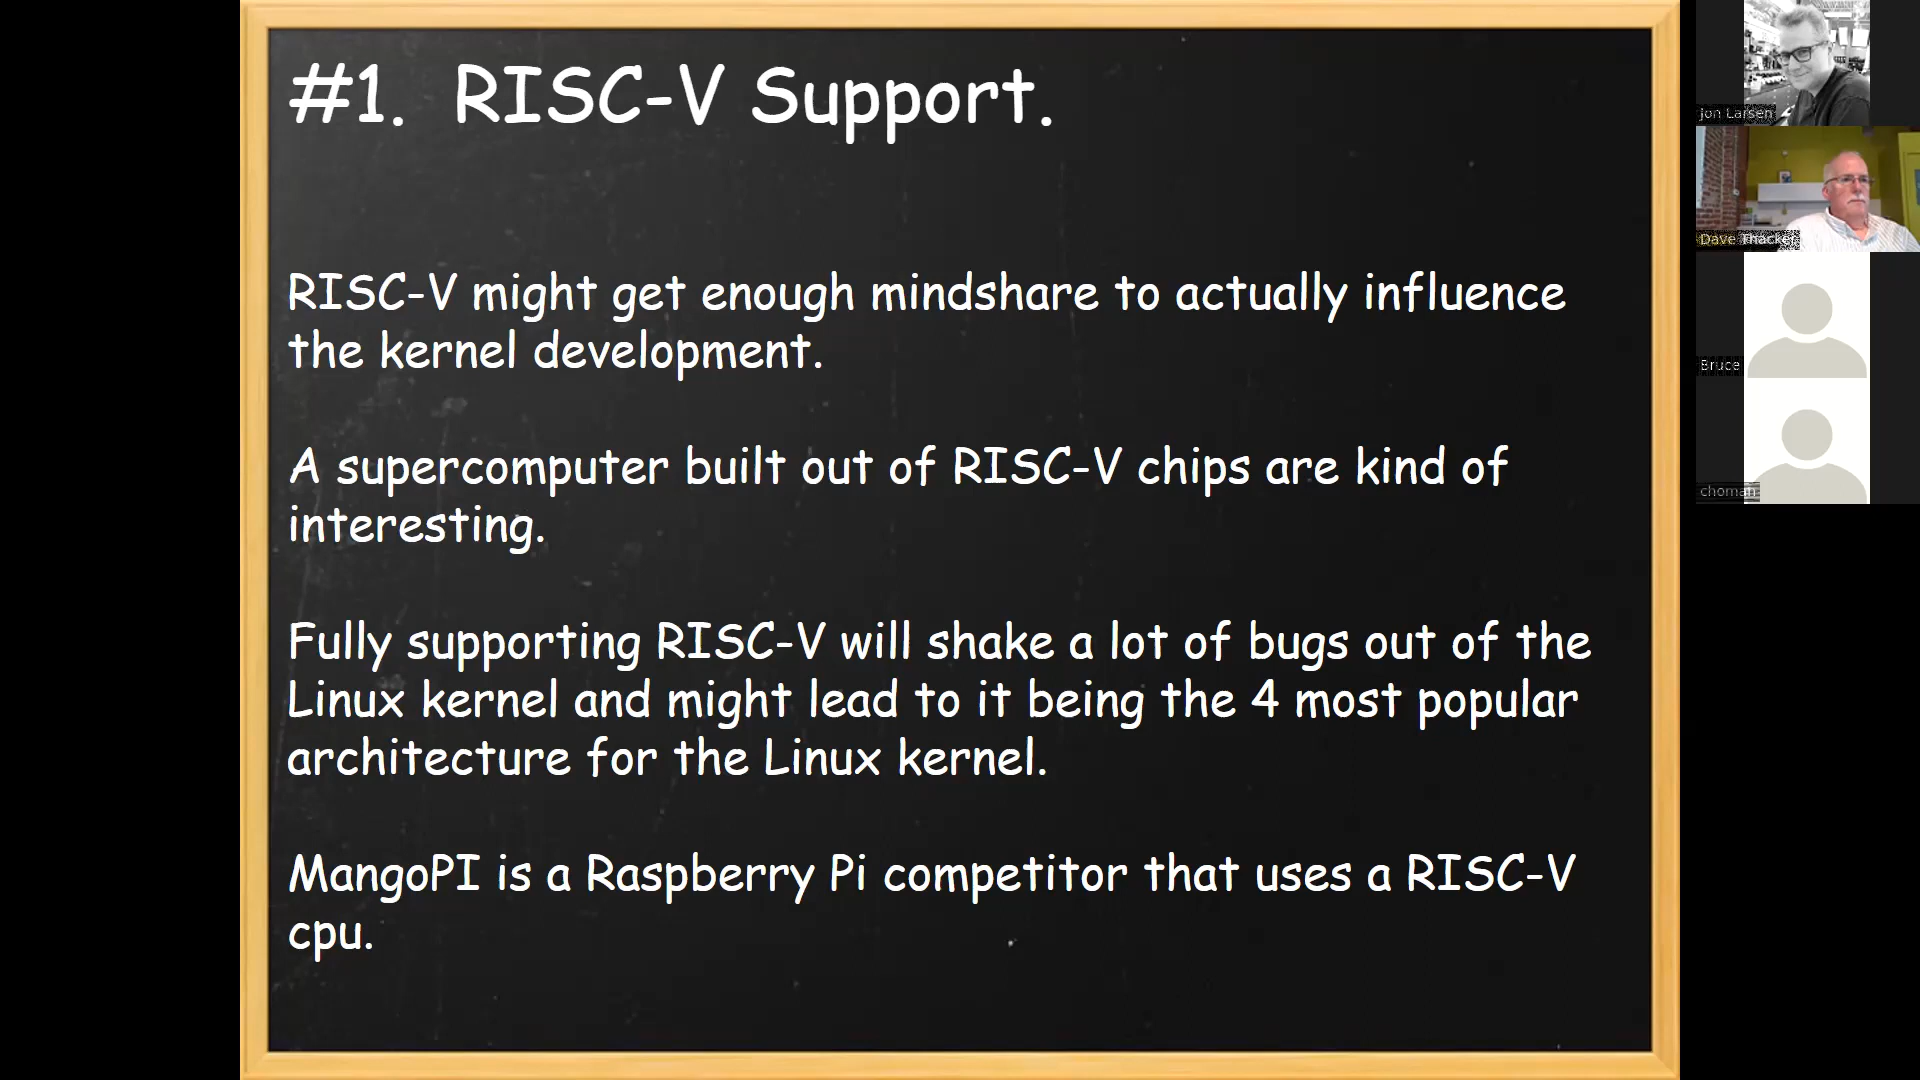 #1. RISC-V Support.
RISC-V might get enough mindshare to actually influence
the kernel development.
A supercomputer built out of RISC-V chips are kind of
interesting.
Fully supporting RISC-V will shake a lot of bugs out of the
Linux kernel and might lead to it being the 4 most popular
architecture for the Linux kernel.
MangoPI is a Raspberry Pi competitor that uses a RISC-V
cpu.
Jon Larsen
Dave Thacker
Bruce
choman